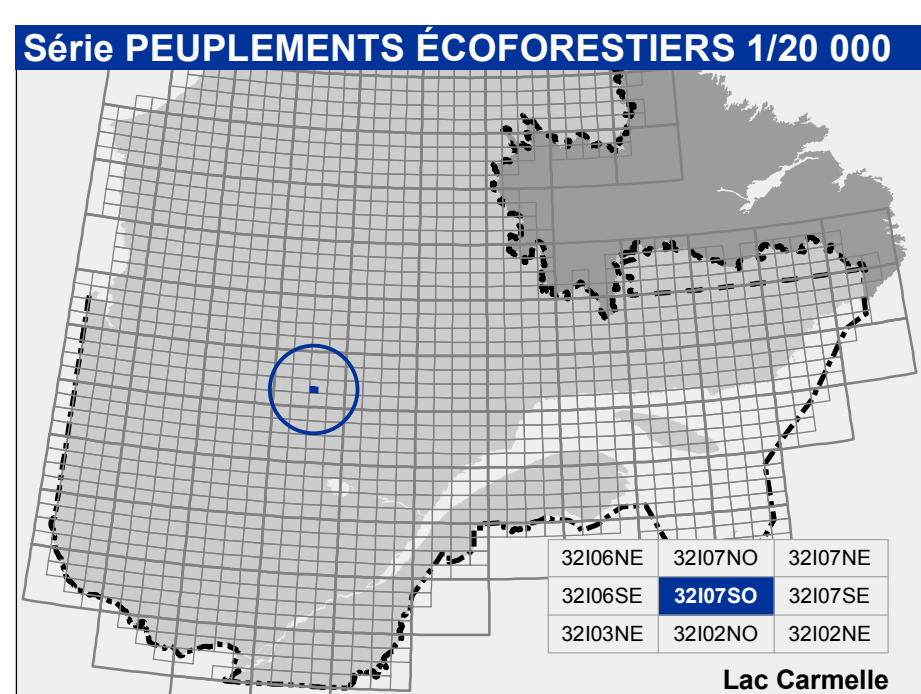 Série PEUPLEMENTS ÉCOFORESTIERS 1/20 000
32I06NE 32I07NO 32I07NE
32I06SE 32I07SO 32I07SE
32I03NE 32I02NO 32I02NE
Lac Carmelle